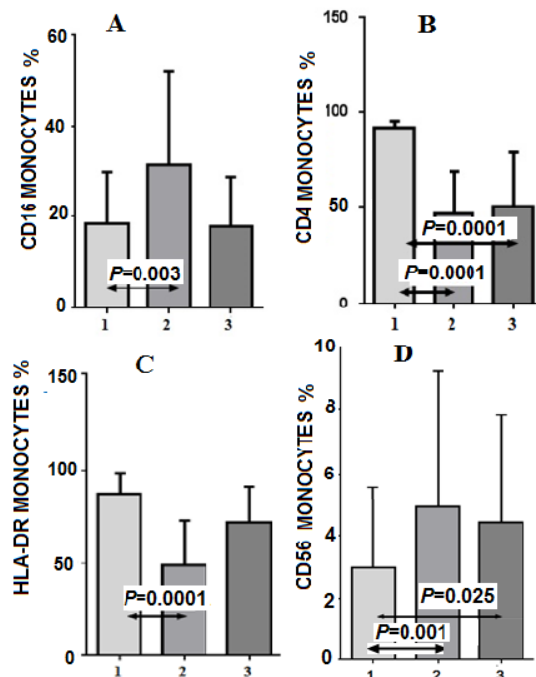 A
CD16 MONOCYTES %
60
40
20
0
P=0.003
1 2 3
B
CD4 MONOCYTES %
150
100
50
0
P=0.0001
P=0.0001
1 2 3
C
HLA-DR MONOCYTES %
150
100
50
0
P=0.0001
1 2 3
D
CD56 MONOCYTES %
10
8
6
4
2
0
P=0.025
P=0.001
1 2 3